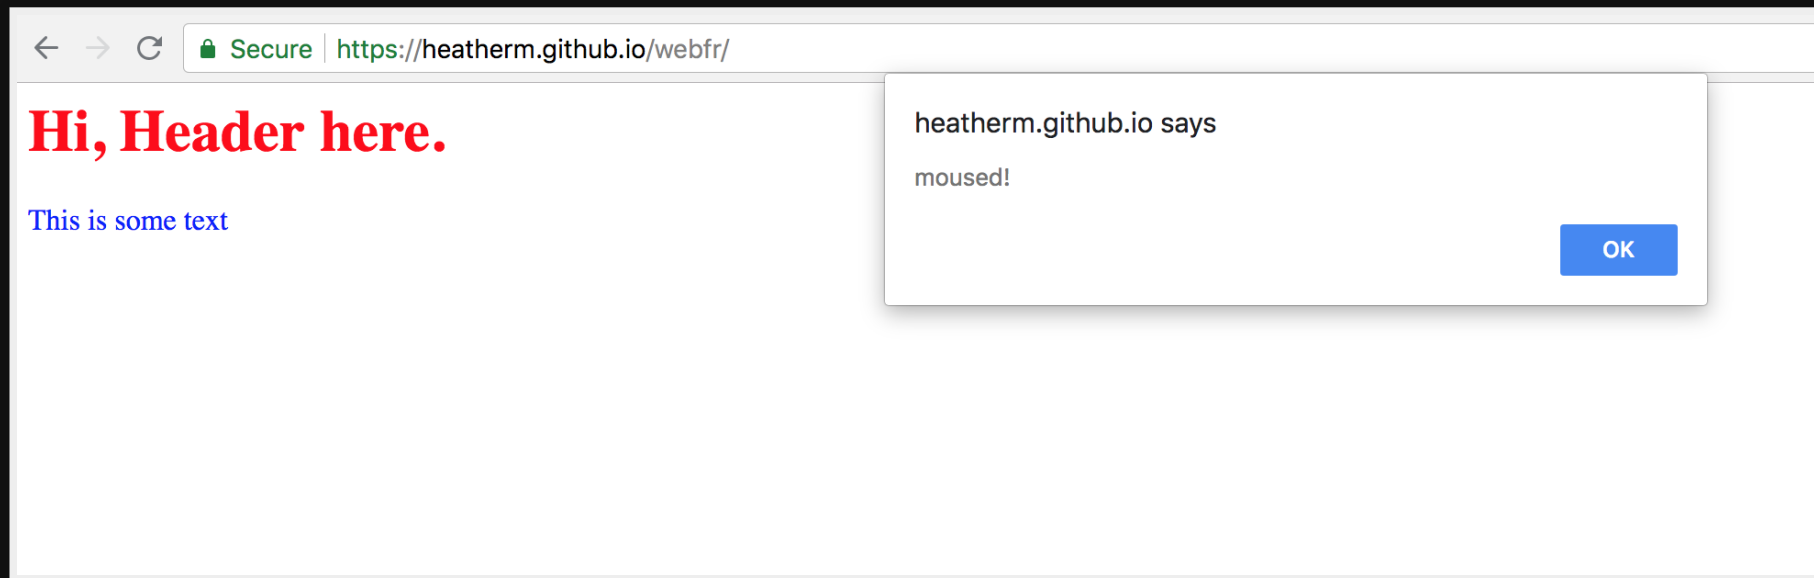 Secure https://heatherm.github.io/webfr/
Hi, Header here.
This is some text
heatherm.github.io says
moused!
OK